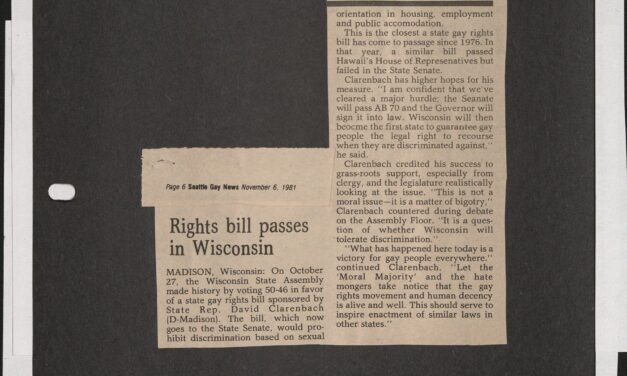 Page 6 Seattle Gay News November 6, 1981
Rights bill passes
in Wisconsin
MADISON, Wisconsin: On October
27, the Wisconsin State Assembly
made history by voting 50-46 in favor
of a state gay rights bill sponsored by
State Rep. David Clarenbach
(D-Madison). The bill, which now
goes to the State Senate, would pro-
hibit discrimination based on sexual
orientation in housing, employment
and public accomodation.
This is the closest a state gay rights
bill has come to passage since 1976. In
that year, a similar bill passed
Hawaii's House of Represenatives but
failed in the State Senate.
Clarenbach has higher hopes for his
measure. "I am confident that we've
cleared a major hurdle; the Seanate
will pass AB 70 and the Governor will
sign it into law. Wisconsin will then
beocme the first state to guarantee gay
people the legal right to recourse
when they are discriminated against,"
he said.
Clarenbach credited his success to
grass-roots support, especially from
clergy, and the legislature realistically
looking at the issue. "This is not a
moral issue—it is a matter of bigotry,"
Clarenbach countered during debate
on the Assembly Floor. "It is a ques-
tion of whether Wisconsin will
tolerate discrimination."
"What has happened here today is a
victory for gay people everywhere,"
continued Clarenbach. "Let the
'Moral Majority' and the hate
mongers take notice that the gay
rights movement and human decency
is alive and well. This should serve to
inspire enactment of similar laws in
other states."